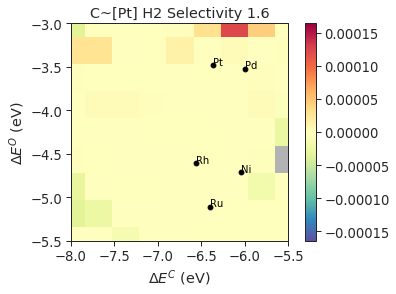 C~[Pt] H2 Selectivity 1.6
−3.0
−3.5
−4.0
−4.5
−5.0
−5.5
ΔE^O (eV)
Pt
Pd
Rh
Ni
Ru
−8.0 −7.5 −7.0 −6.5 −6.0 −5.5
ΔE^C (eV)
0.00015
0.00010
0.00005
0.00000
−0.00005
−0.00010
−0.00015